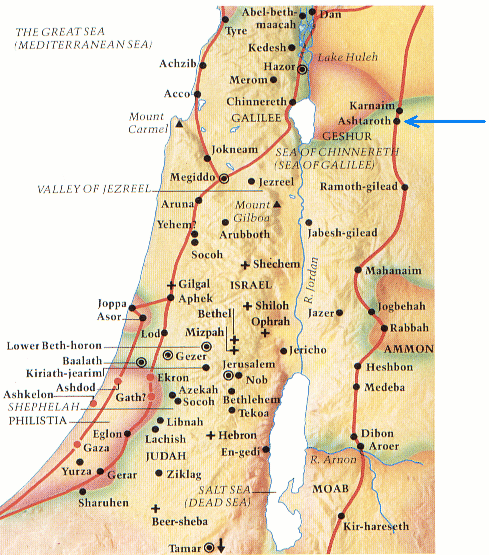 Abel-beth-
maacah
Dan
Tyre
THE GREAT SEA
(MEDITERRANEAN SEA)
Kedesh
Lake Huleh
Achzib
Hazor
Merom
Acco
Chinnereth
Karnaim
GALILEE
Ashtaroth
Mount
Carmel
GESHUR
Jokneam
SEA OF CHINNERETH
(SEA OF GALILEE)
Megiddo
Jezreel
VALLEY OF JEZREEL
Ramoth-gilead
Aruna
Mount
Gilboa
Yehem?
Arubboth
Jabesh-gilead
Socoh
Shechem
Mahanaim
R. Jordan
Gilgal
ISRAEL
Aphek
Joppa
Shiloh
Jazer
Jogbehah
Asor
Bethel
Ophrah
Rabbah
Lod
Mizpah
Lower Beth-horon
AMMON
Gezer
Jericho
Baalath
Kiriath-jearim
Jerusalem
Heshbon
Ekron
Nob
Ashdod
Medeba
Ashkelon
Azekah
Gath?
Socoh
Bethlehem
SHEPHELAH
Tekoa
PHILISTIA
Libnah
Eglon
Hebron
Dibon
Lachish
Aroer
Gaza
En-gedi
JUDAH
R. Arnon
Yurza
Gerar
Ziklag
MOAB
SALT SEA
(DEAD SEA)
Sharuhen
Beer-sheba
Kir-hareseth
Tamar